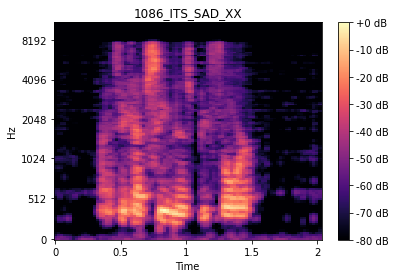 1086_ITS_SAD_XX
8192
4096
2048
1024
512
0
Hz
0
0.5
1
1.5
2
Time
+0 dB
-10 dB
-20 dB
-30 dB
-40 dB
-50 dB
-60 dB
-70 dB
-80 dB